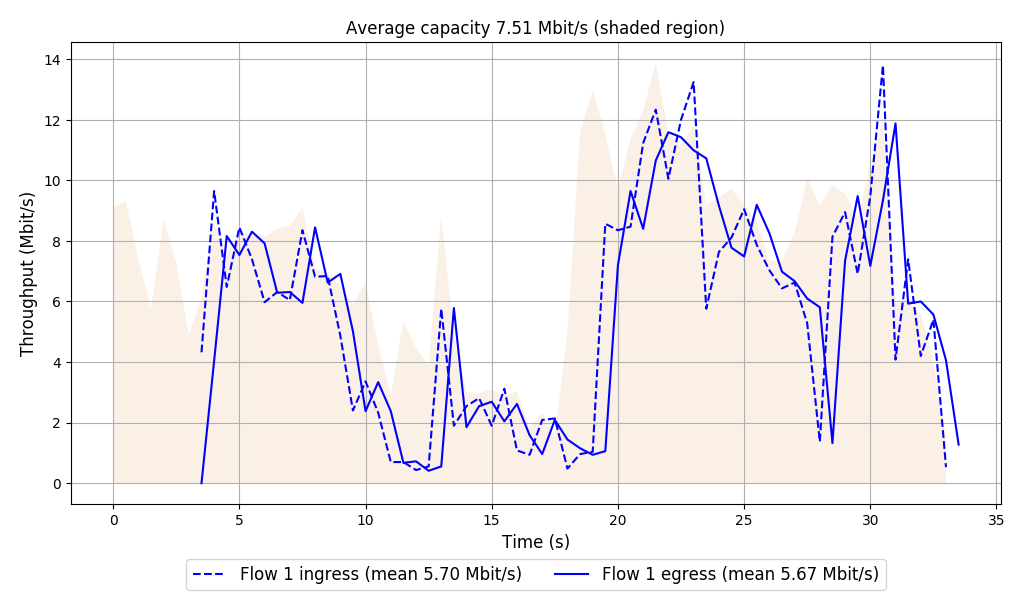 Average capacity 7.51 Mbit/s (shaded region)
14
12
10
8
6
4
2
0
Throughput (Mbit/s)
0 5 10 15 20 25 30 35
Time (s)
Flow 1 ingress (mean 5.70 Mbit/s) Flow 1 egress (mean 5.67 Mbit/s)